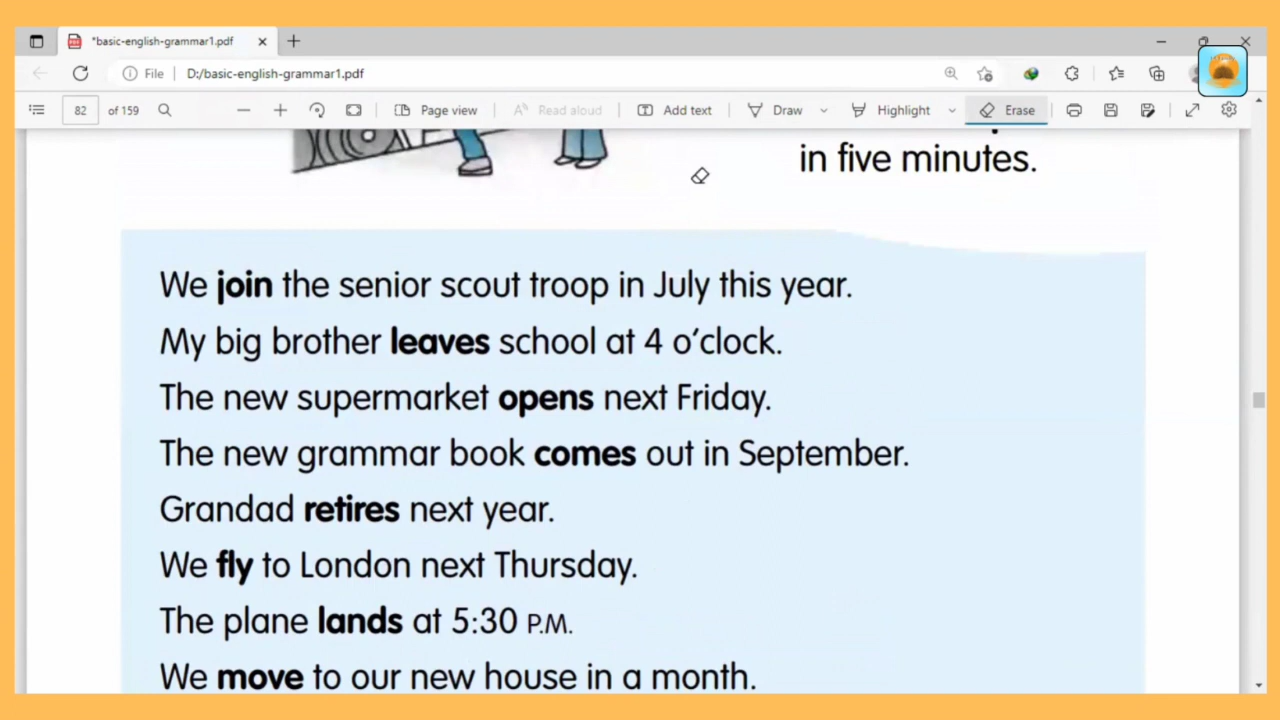 *basic-english-grammar1.pdf
File D:/basic-english-grammar1.pdf
82 of 159 Page view Read aloud Add text Draw Highlight Erase
in five minutes.
We join the senior scout troop in July this year.
My big brother leaves school at 4 o’clock.
The new supermarket opens next Friday.
The new grammar book comes out in September.
Grandad retires next year.
We fly to London next Thursday.
The plane lands at 5:30 P.M.
We move to our new house in a month.